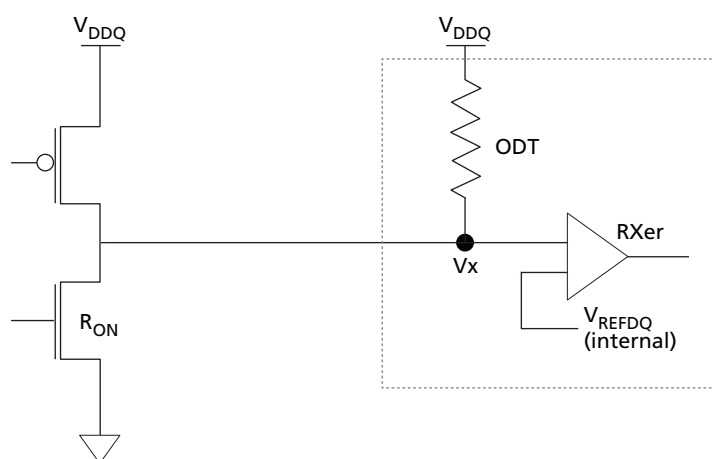 VDDQ
VDDQ
ODT
RXer
Vx
VREFDQ
(internal)
RON